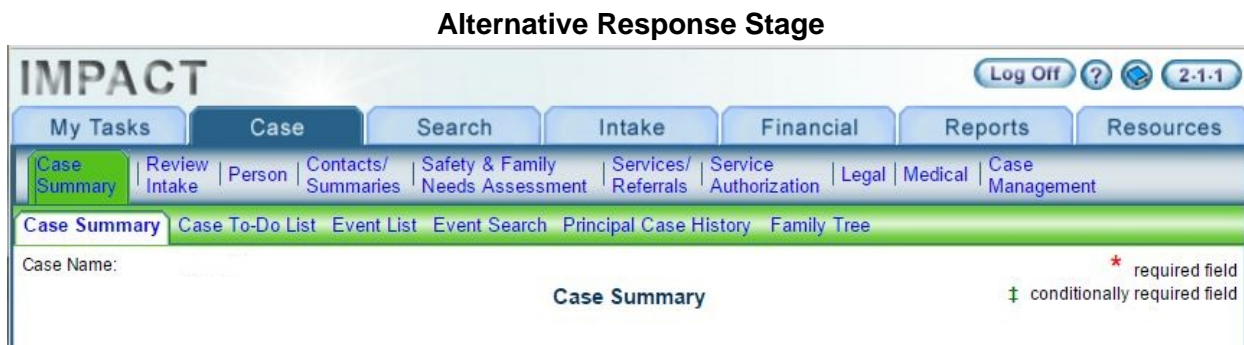 Alternative Response Stage
IMPACT
Log Off ? 2-1-1
My Tasks Case Search Intake Financial Reports Resources
Case Summary | Review Intake | Person | Contacts/ Summaries | Safety & Family Needs Assessment | Services/ Referrals | Service Authorization | Legal | Medical | Case Management
Case Summary Case To-Do List Event List Event Search Principal Case History Family Tree
Case Name:
* required field
Case Summary
‡ conditionally required field